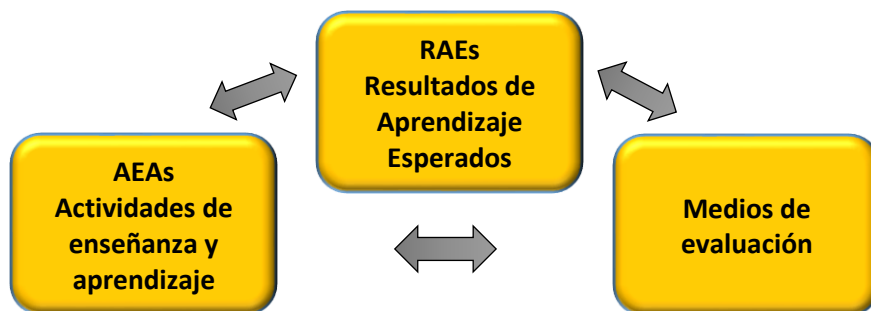 RAEs
Resultados de
Aprendizaje
Esperados
AEAs
Actividades de
enseñanza y
aprendizaje
Medios de
evaluación